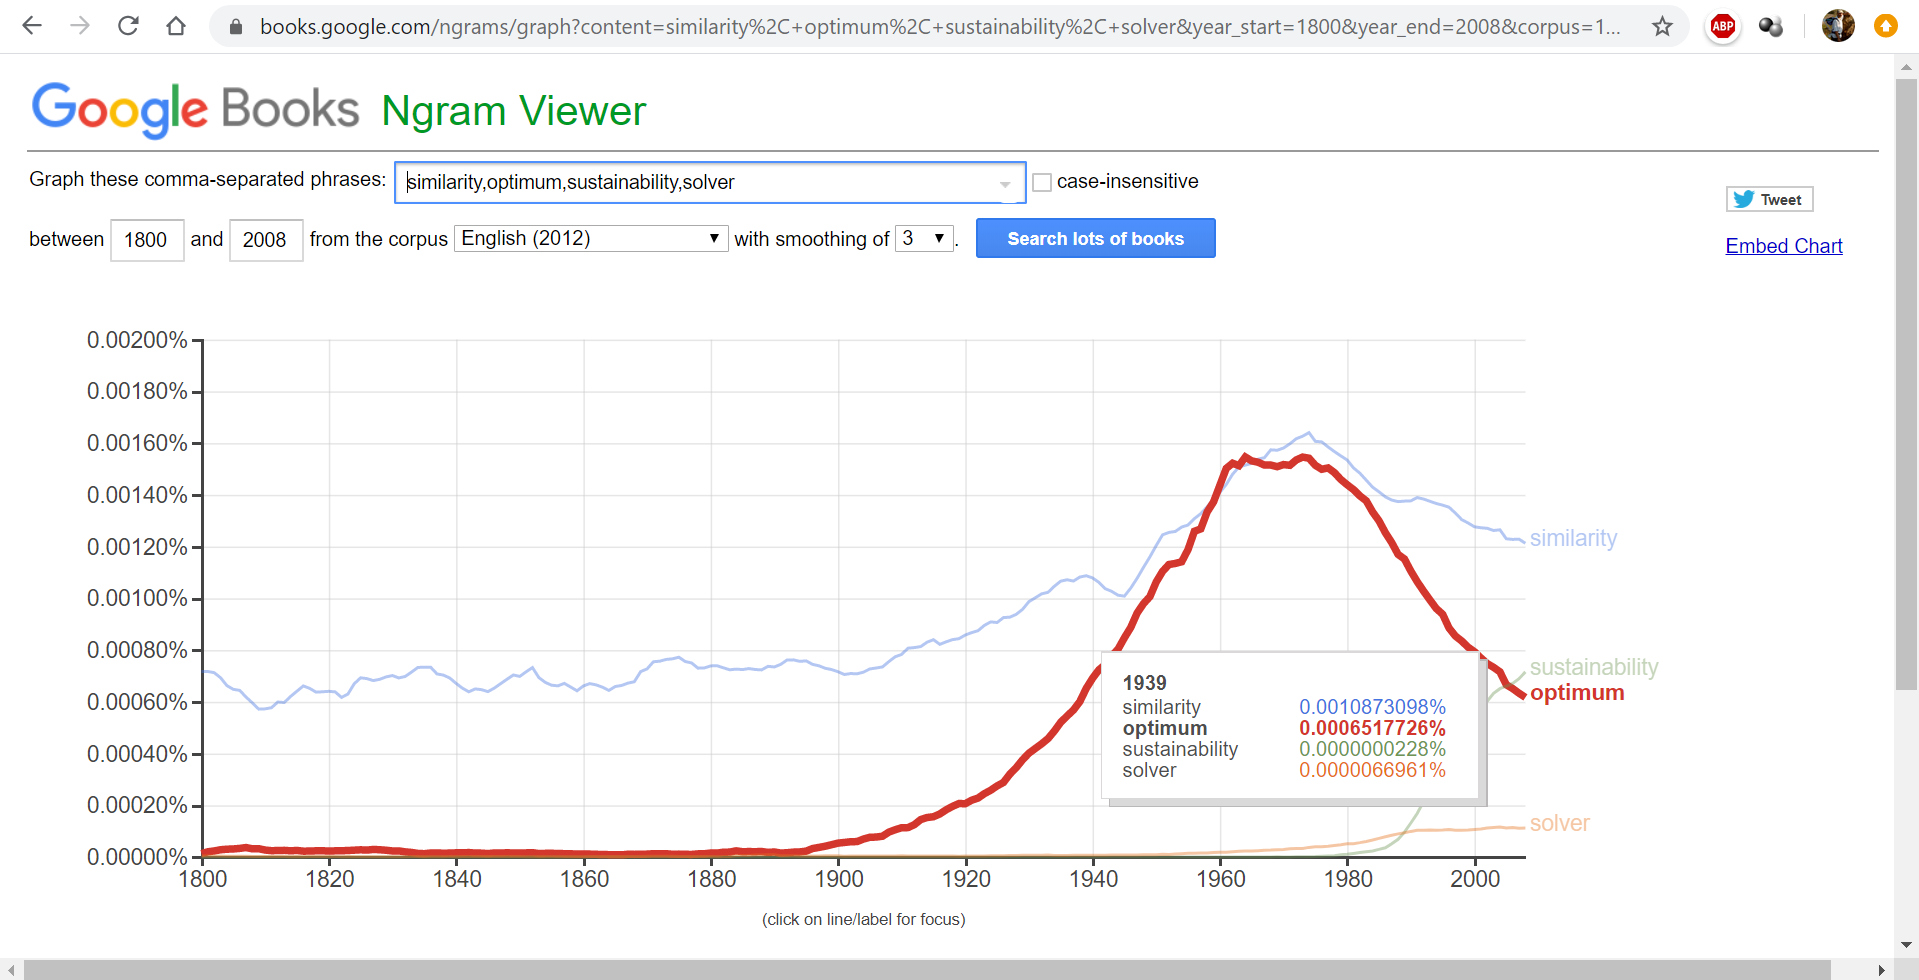 books.google.com/ngrams/graph?content=similarity%2C+optimum%2C+sustainability%2C+solver&year_start=1800&year_end=2008&corpus=1...
ABP
Google Books Ngram Viewer
Graph these comma-separated phrases: similarity,optimum,sustainability,solver case-insensitive
Tweet
between 1800 and 2008 from the corpus English (2012) with smoothing of 3 . Search lots of books
Embed Chart
0.00200%
0.00180%
0.00160%
0.00140%
0.00120%
0.00100%
0.00080%
0.00060%
0.00040%
0.00020%
0.00000%
similarity
sustainability
optimum
solver
1939
similarity 0.0010873098%
optimum 0.0006517726%
sustainability 0.0000000228%
solver 0.0000066961%
1800 1820 1840 1860 1880 1900 1920 1940 1960 1980 2000
(click on line/label for focus)